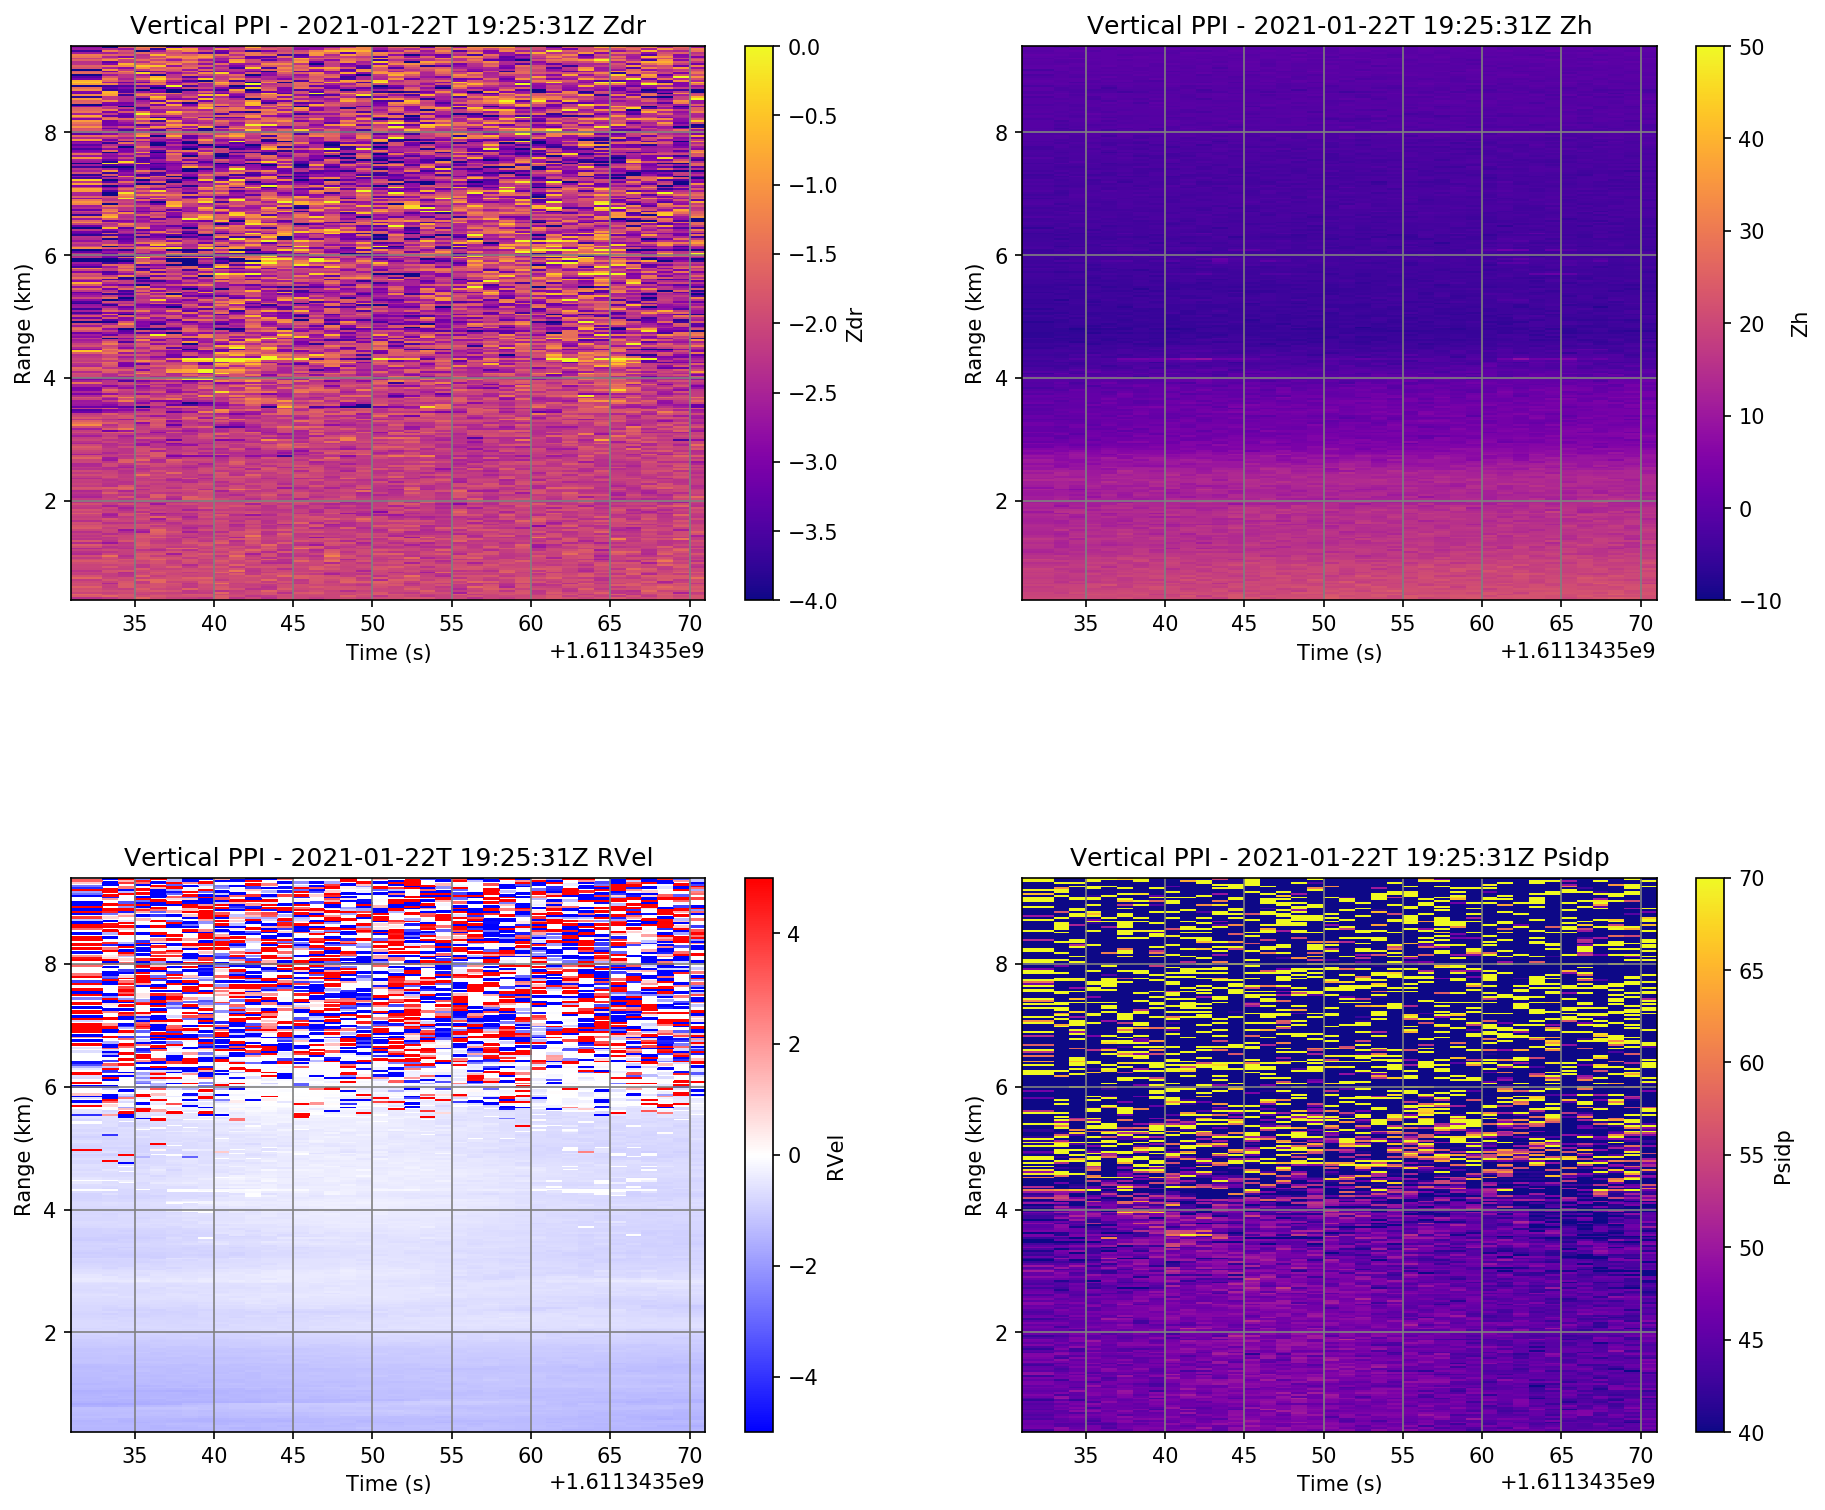 Vertical PPI - 2021-01-22T 19:25:31Z Zdr
Range (km)
8
6
4
2
35 40 45 50 55 60 65 70
Time (s)
+1.6113435e9
0.0
−0.5
−1.0
−1.5
−2.0
−2.5
−3.0
−3.5
−4.0
Zdr
Vertical PPI - 2021-01-22T 19:25:31Z Zh
Range (km)
8
6
4
2
35 40 45 50 55 60 65 70
Time (s)
+1.6113435e9
50
40
30
20
10
0
−10
Zh
Vertical PPI - 2021-01-22T 19:25:31Z RVel
Range (km)
8
6
4
2
35 40 45 50 55 60 65 70
Time (s)
+1.6113435e9
4
2
0
−2
−4
RVel
Vertical PPI - 2021-01-22T 19:25:31Z Psidp
Range (km)
8
6
4
2
35 40 45 50 55 60 65 70
Time (s)
+1.6113435e9
70
65
60
55
50
45
40
Psidp